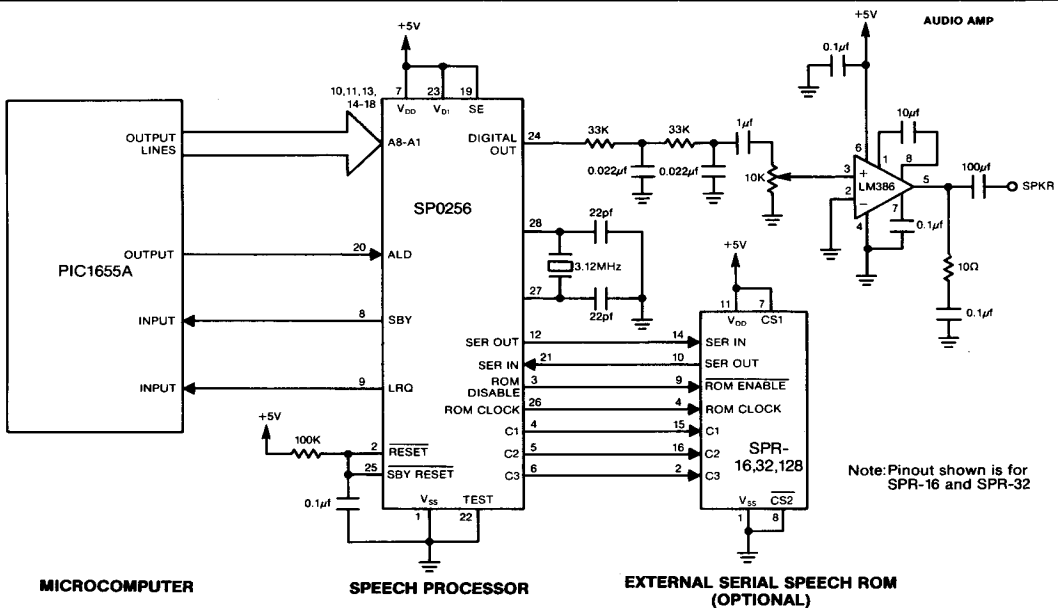 +5V
AUDIO AMP
+5V
0.1µf
10,11,13,
14-18
7 23 19
V_DD V_D1 SE
10µf
OUTPUT
LINES
A8-A1
DIGITAL
OUT
24
33K 33K 1µf
6 1 8
100µf
0.022µf 0.022µf
10K
3 +
2 −
LM386
5
SPKR
SP0256
7
0.1µf
4
28 22pf
+5V
OUTPUT 20 ALD
3.12MHz
10Ω
PIC1655A
27 22pf
11 7
V_DD CS1
0.1µf
INPUT 8 SBY
12 14
SER OUT SER IN
21 10
SER IN SER OUT
ROM
DISABLE
3 9 ROM ENABLE
INPUT 9 LRQ
26 4
ROM CLOCK ROM CLOCK
+5V
4 15
C1 C1
100K 2 RESET
5 16
C2 C2
SPR-
16,32,128
25 SBY RESET
6 2
C3 C3
Note: Pinout shown is for
SPR-16 and SPR-32
0.1µf
V_SS TEST
1 22
V_SS CS2
1 8
MICROCOMPUTER
SPEECH PROCESSOR
EXTERNAL SERIAL SPEECH ROM
(OPTIONAL)